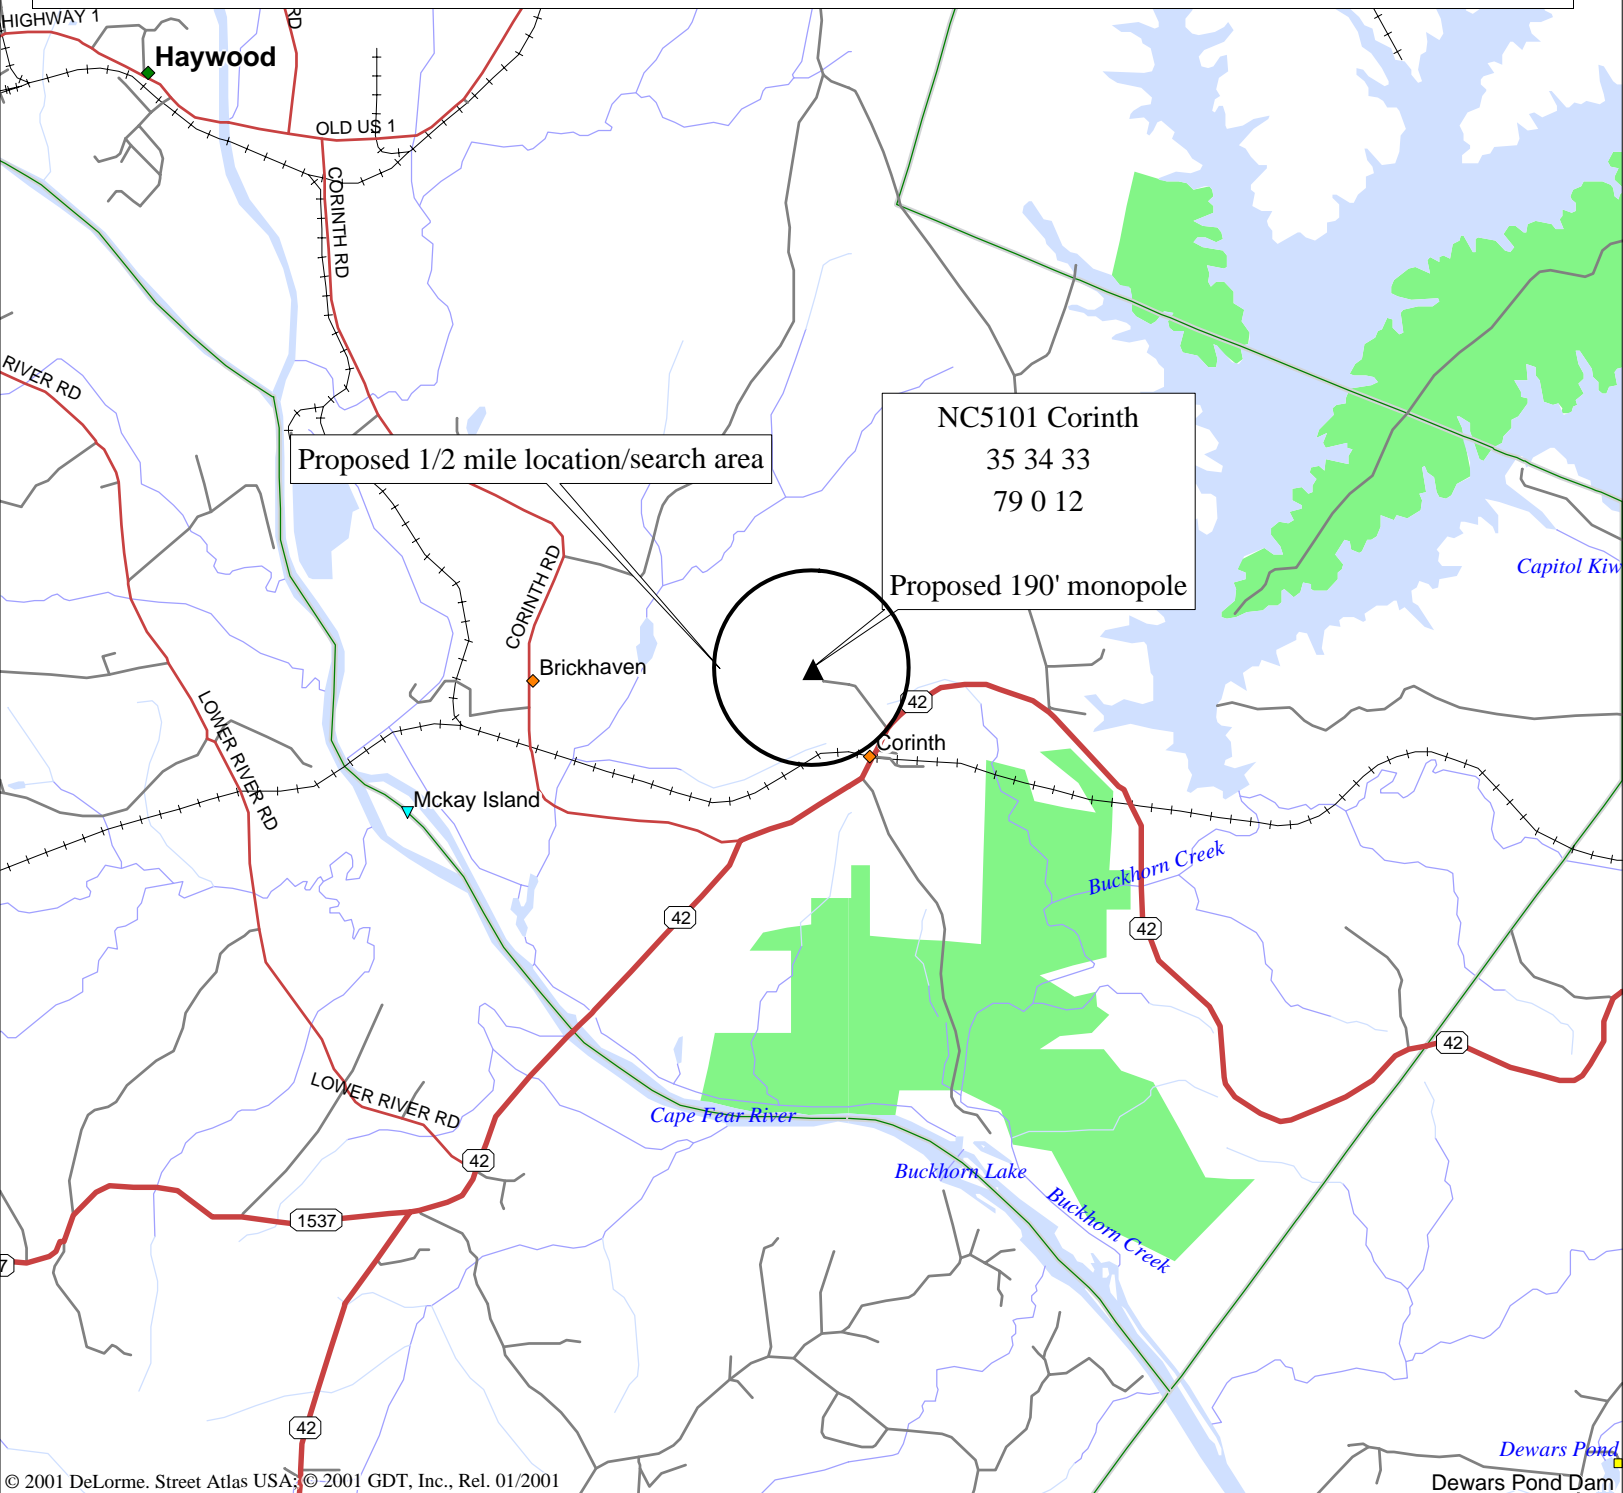 HIGHWAY 1
RD
Haywood
OLD US 1
CORINTH RD
RIVER RD
NC5101 Corinth
35 34 33
79 0 12
Proposed 190' monopole
Proposed 1/2 mile location/search area
CORINTH RD
Capitol Kiw
Brickhaven
42
Corinth
LOWER RIVER RD
Mckay Island
Buckhorn Creek
42
42
42
LOWER RIVER RD
Cape Fear River
42
Buckhorn Lake
Buckhorn Creek
1537
7
42
Dewars Pond
Dewars Pond Dam
© 2001 DeLorme. Street Atlas USA; © 2001 GDT, Inc., Rel. 01/2001